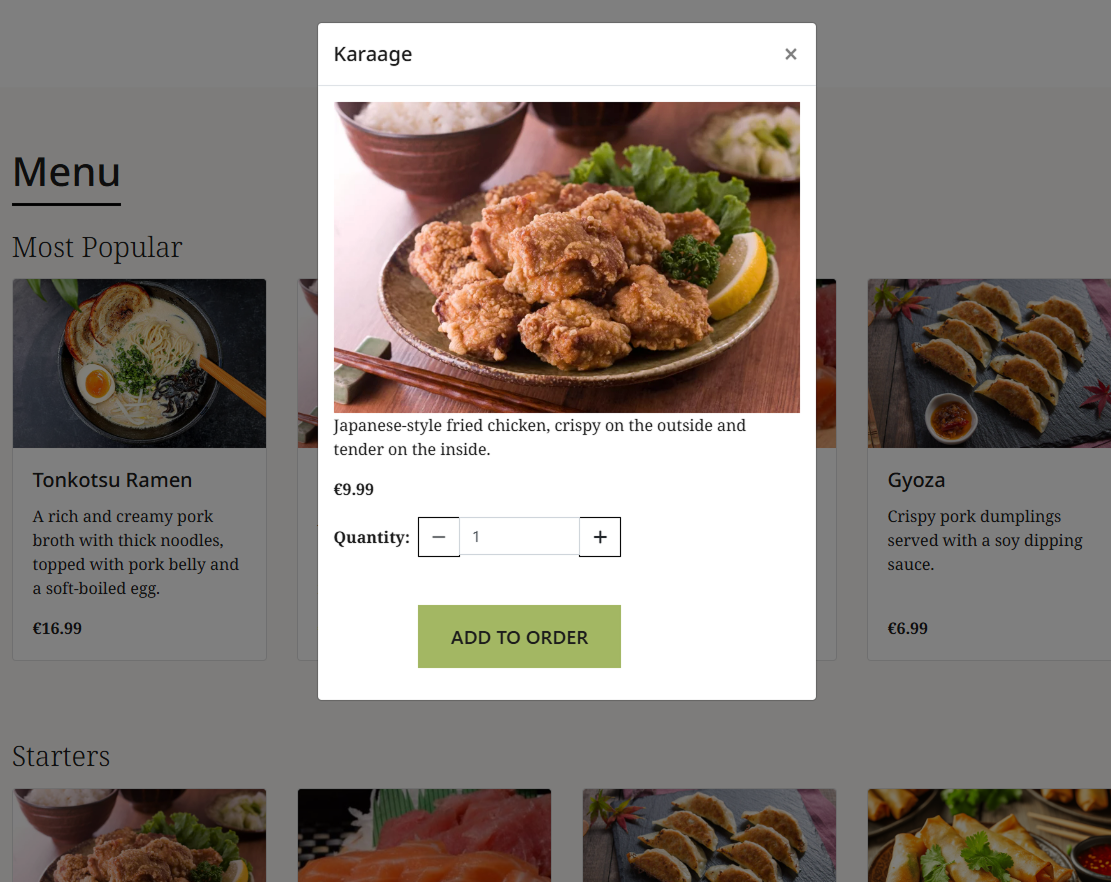 Karaage
×
Japanese-style fried chicken, crispy on the outside and
tender on the inside.
€9.99
Quantity: − 1 +
ADD TO ORDER
Menu
Most Popular
Tonkotsu Ramen
A rich and creamy pork
broth with thick noodles,
topped with pork belly and
a soft-boiled egg.
€16.99
Gyoza
Crispy pork dumplings
served with a soy dipping
sauce.
€6.99
Starters